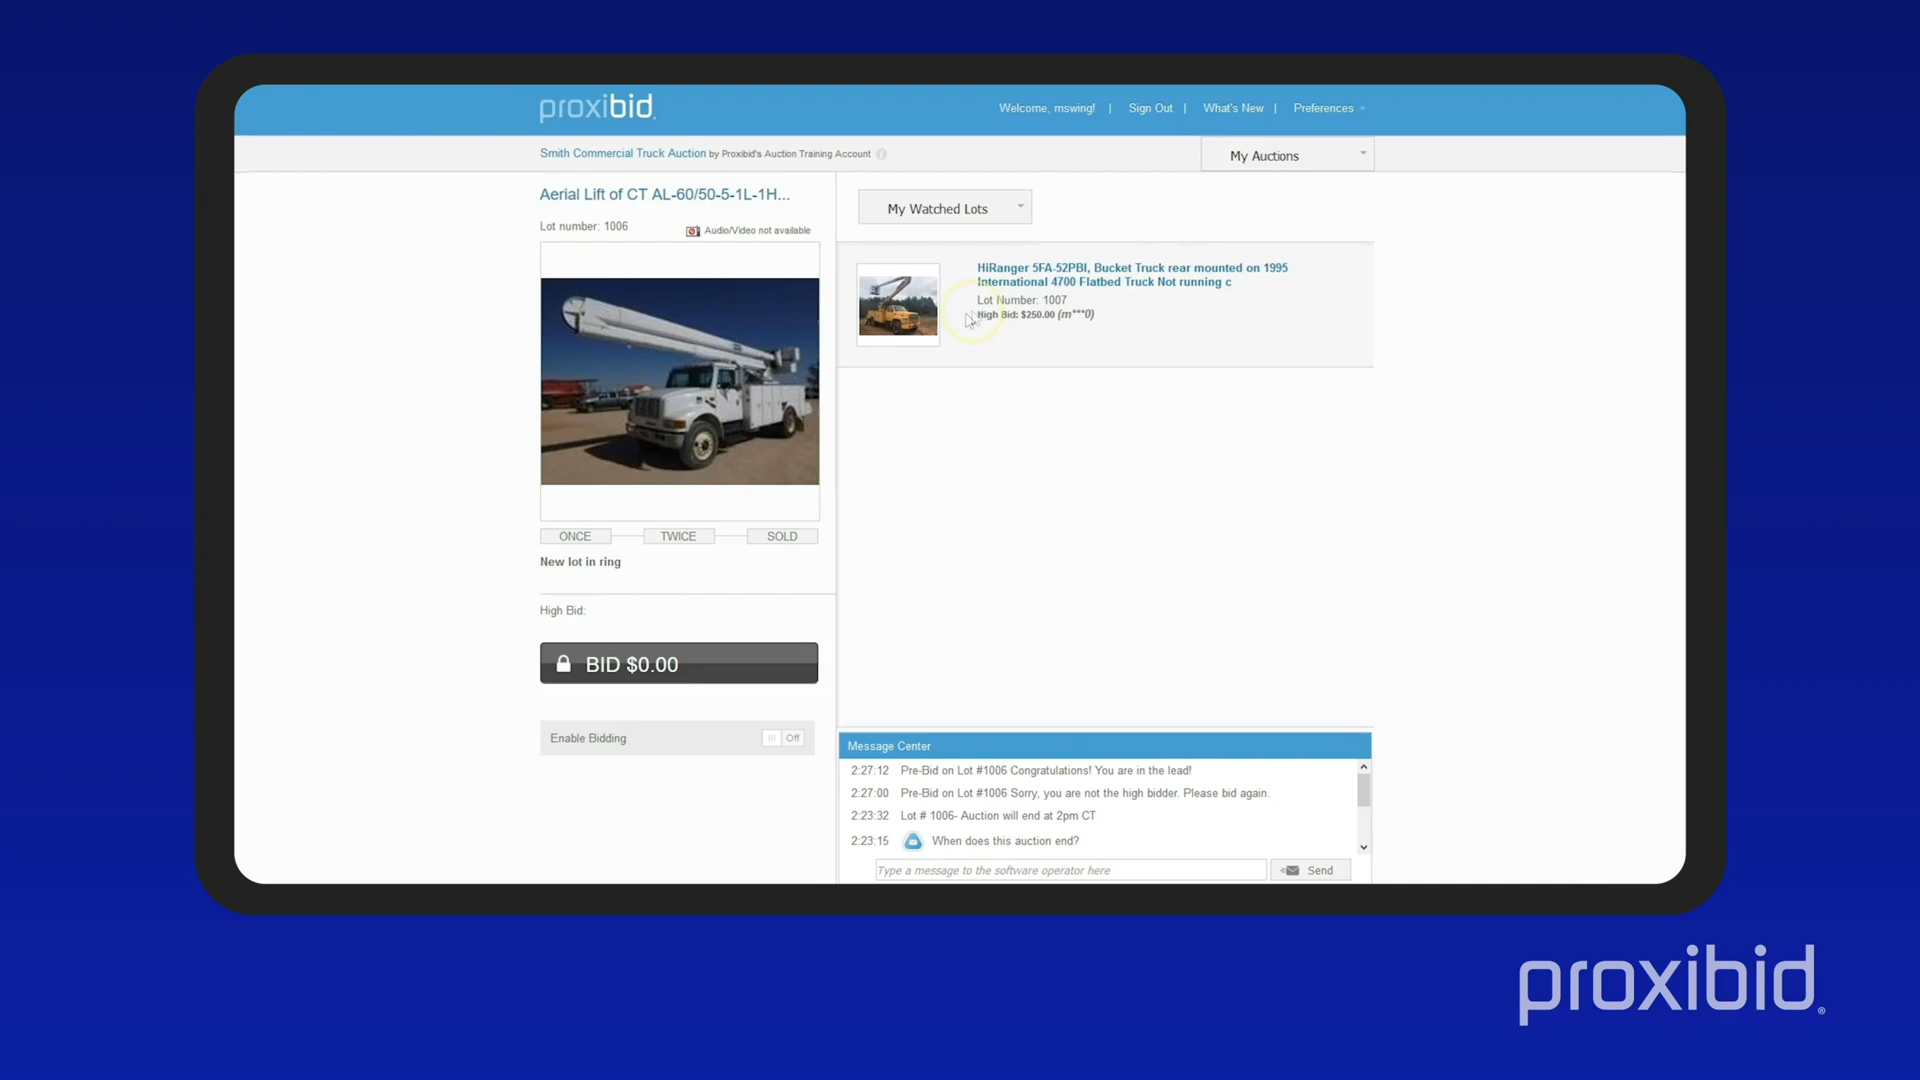 proxibid
Welcome, mswing! | Sign Out | What's New | Preferences
Smith Commercial Truck Auction by Proxibid's Auction Training Account
My Auctions
Aerial Lift of CT AL-60/50-5-1L-1H...
Lot number: 1006
Audio/Video not available
ONCE
TWICE
SOLD
New lot in ring
High Bid:
BID $0.00
Enable Bidding
Off
My Watched Lots
HiRanger 5FA-52PBI, Bucket Truck rear mounted on 1995
International 4700 Flatbed Truck Not running c
Lot Number: 1007
High Bid: $250.00 (m***0)
Message Center
2:27:12 Pre-Bid on Lot #1006 Congratulations! You are in the lead!
2:27:00 Pre-Bid on Lot #1006 Sorry, you are not the high bidder. Please bid again.
2:23:32 Lot # 1006- Auction will end at 2pm CT
2:23:15 When does this auction end?
Type a message to the software operator here
Send
proxibid®